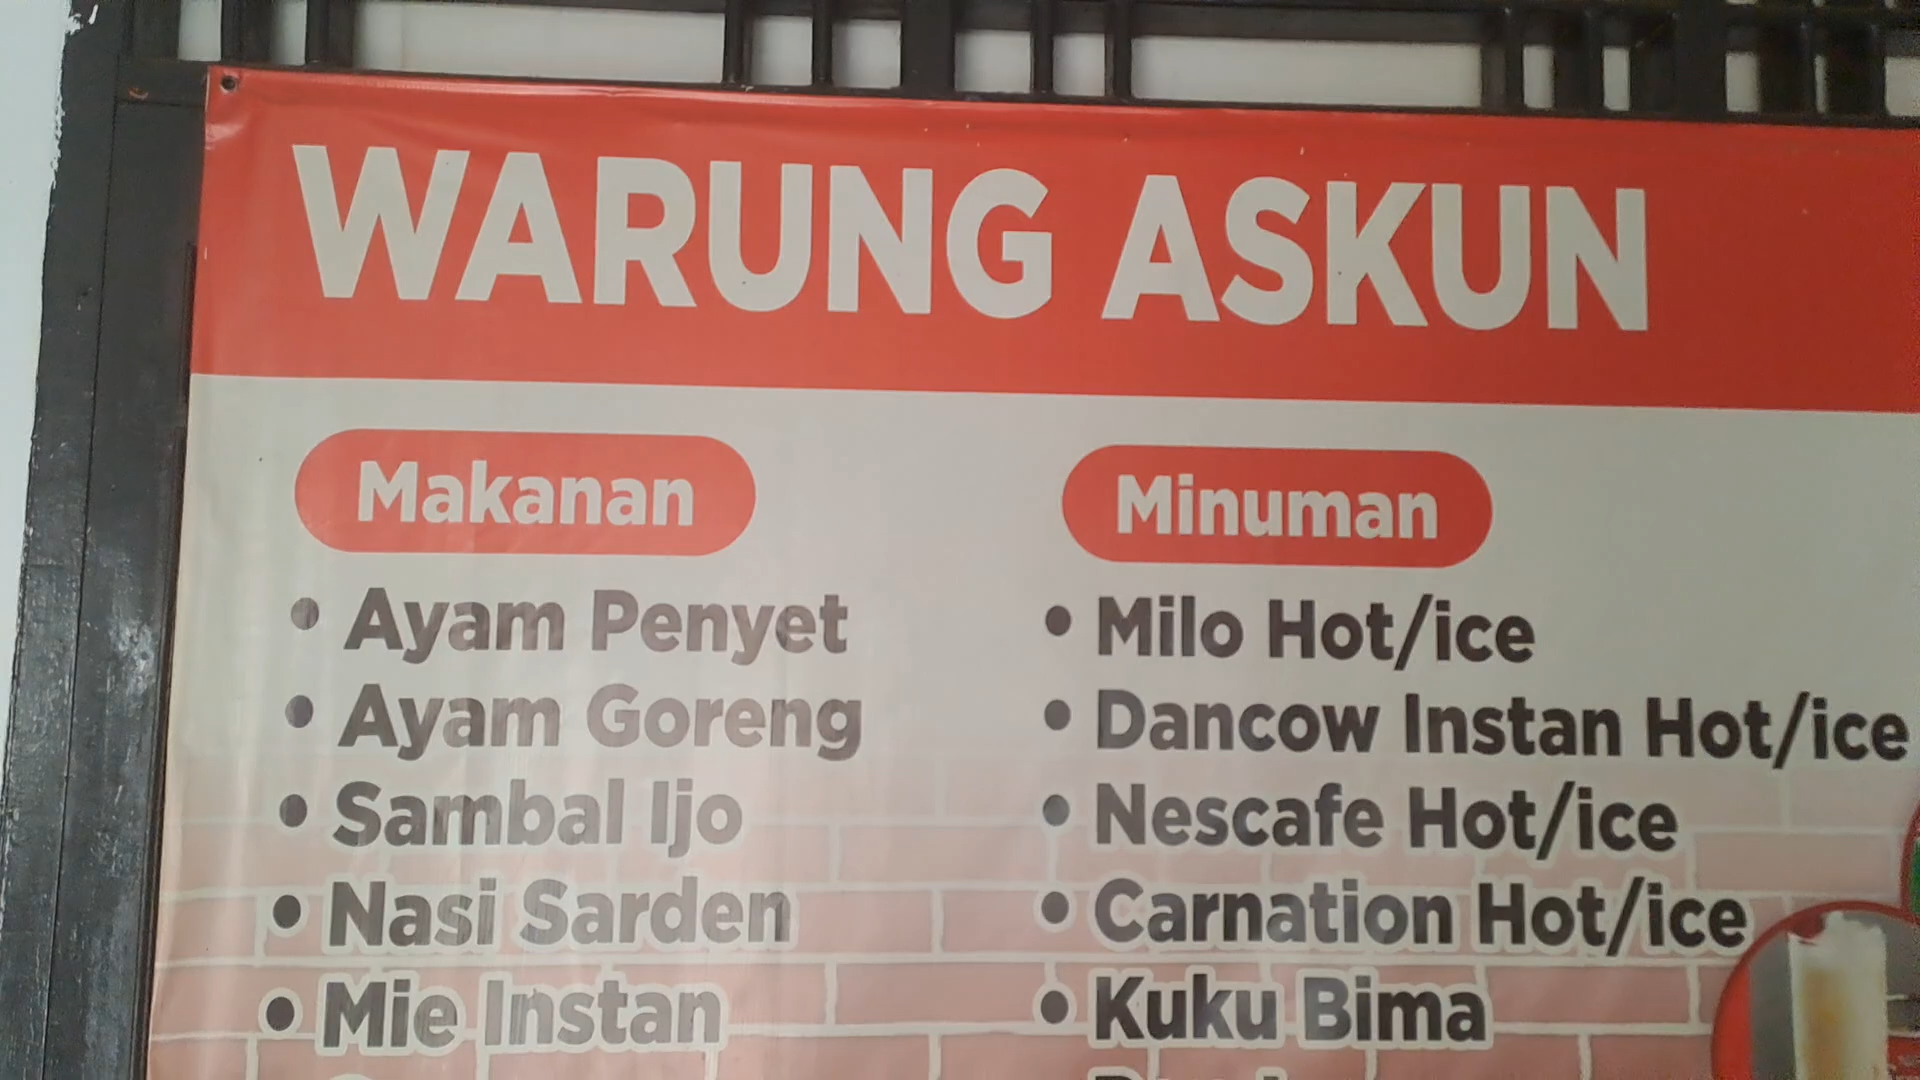 WARUNG ASKUN
Makanan
• Ayam Penyet
• Ayam Goreng
• Sambal Ijo
• Nasi Sarden
• Mie Instan
Minuman
• Milo Hot/ice
• Dancow Instan Hot/ice
• Nescafe Hot/ice
• Carnation Hot/ice
• Kuku Bima